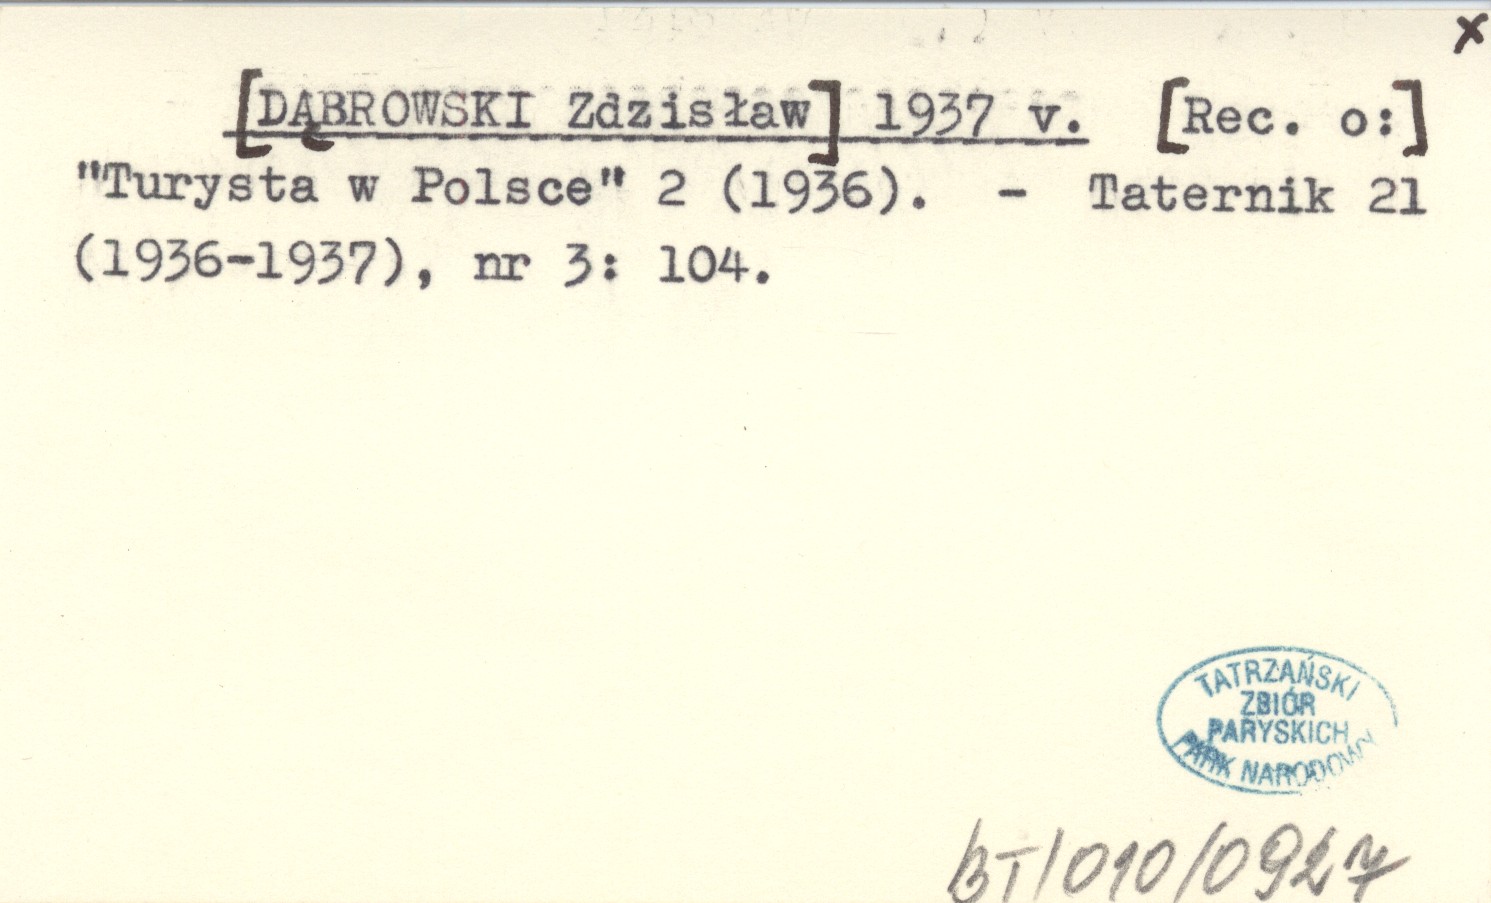 x
[DĄBROWSKI Zdzisław] 1937 v. [Rec. o:]
"Turysta w Polsce" 2 (1936). - Taternik 21
(1936-1937), nr 3: 104.
TATRZAŃSKI
ZBIÓR
PARYSKICH
PARK NARODOWY
BT/010/0927